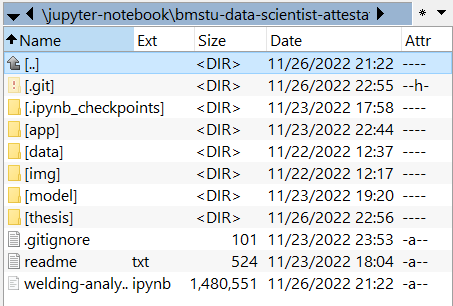 \jupyter-notebook\bmstu-data-scientist-attesta * 
Name Ext Size Date Attr
[..] <DIR> 11/26/2022 21:22 ----
[.git] <DIR> 11/26/2022 22:55 --h-
[.ipynb_checkpoints] <DIR> 11/23/2022 17:58 ----
[app] <DIR> 11/23/2022 22:44 ----
[data] <DIR> 11/22/2022 12:37 ----
[img] <DIR> 11/22/2022 12:17 ----
[model] <DIR> 11/23/2022 19:20 ----
[thesis] <DIR> 11/26/2022 22:56 ----
.gitignore 101 11/23/2022 23:53 -a--
readme txt 524 11/23/2022 18:04 -a--
welding-analy.. ipynb 1,480,551 11/26/2022 21:22 -a--